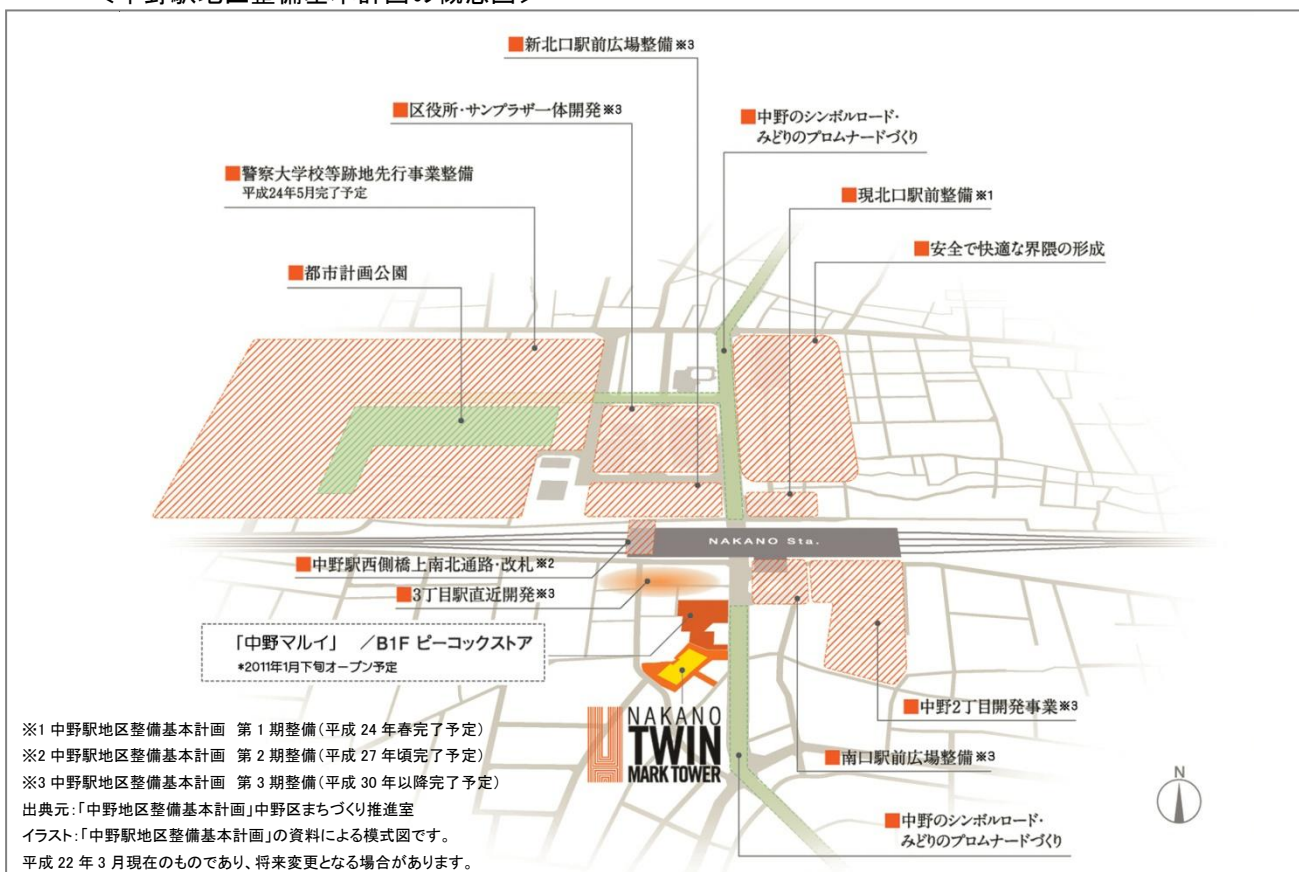 <中野駅地区整備基本計画の概念図>
■新北口駅前広場整備※3
■区役所・サンプラザ一体開発※3
■中野のシンボルロード・
みどりのプロムナードづくり
■警察大学校等跡地先行事業整備
平成24年5月完了予定
■現北口駅前整備※1
■安全で快適な界隈の形成
■都市計画公園
NAKANO Sta.
■中野駅西側橋上南北通路・改札※2
■3丁目駅直近開発※3
「中野マルイ」 /B1F ピーコックストア
*2011年1月下旬オープン予定
NAKANO
TWIN
MARK TOWER
■中野2丁目開発事業※3
■南口駅前広場整備※3
■中野のシンボルロード・
みどりのプロムナードづくり
N
※1 中野駅地区整備基本計画 第1期整備(平成24年春完了予定)
※2 中野駅地区整備基本計画 第2期整備(平成27年頃完了予定)
※3 中野駅地区整備基本計画 第3期整備(平成30年以降完了予定)
出典元:「中野地区整備基本計画」中野区まちづくり推進室
イラスト:「中野駅地区整備基本計画」の資料による模式図です。
平成22年3月現在のものであり、将来変更となる場合があります。